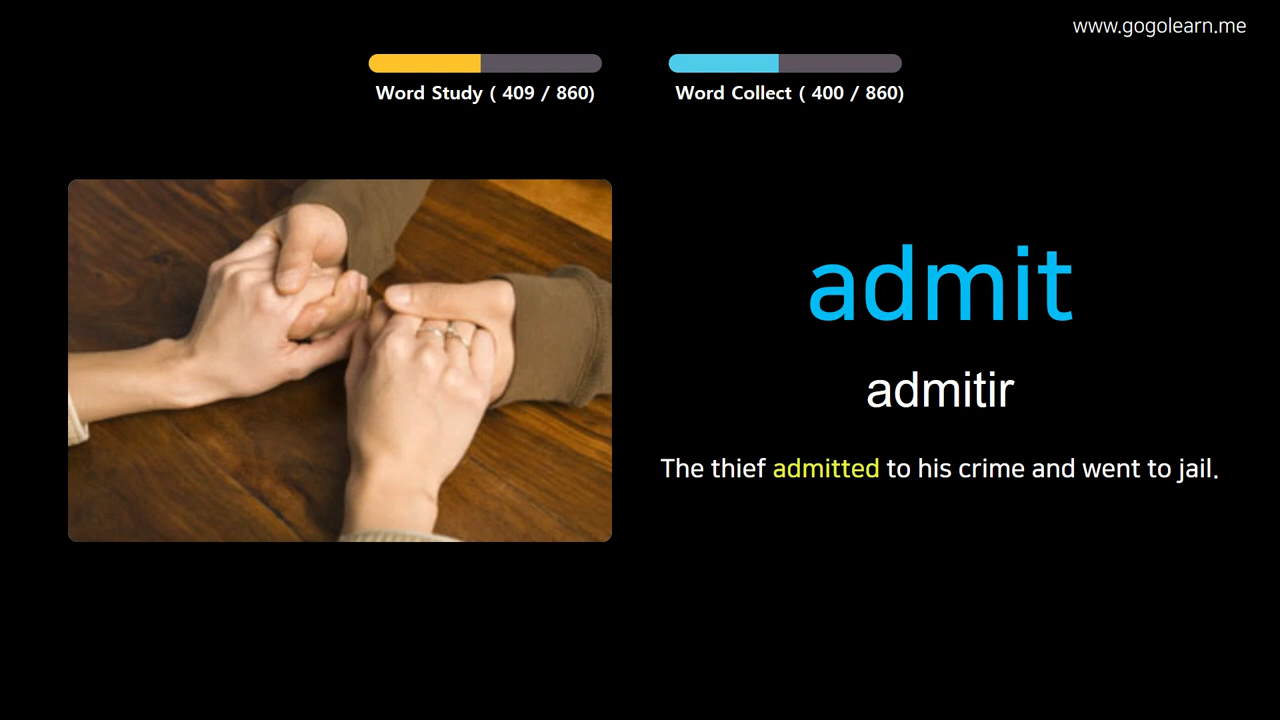 www.gogolearn.me
Word Study ( 409 / 860)
Word Collect ( 400 / 860)
admit
admitir
The thief admitted to his crime and went to jail.